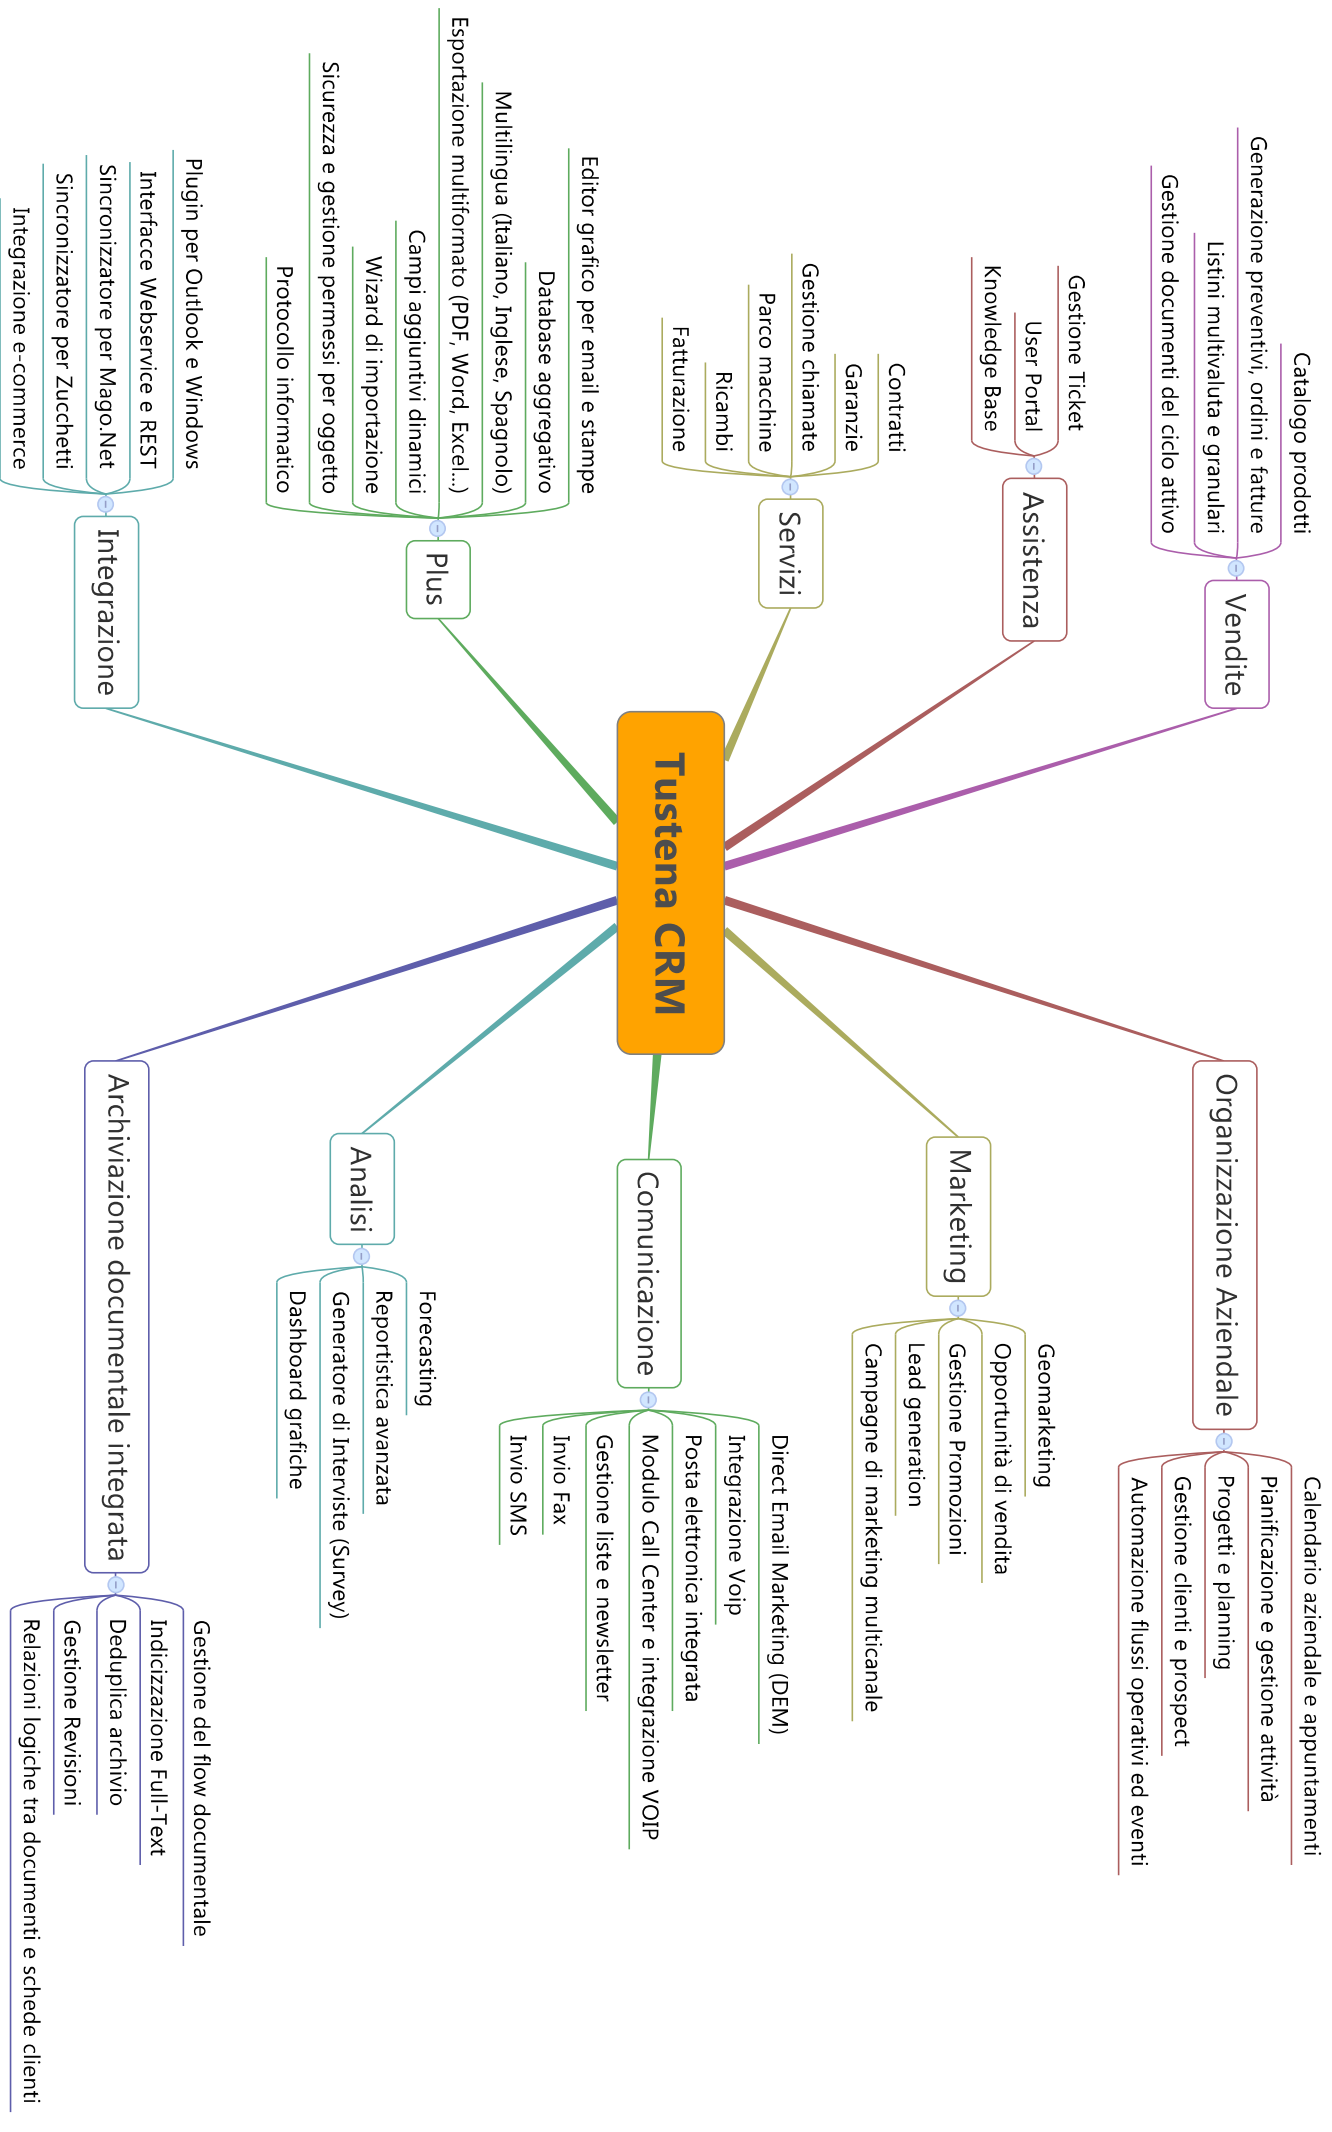 Tustena CRM
Organizzazione Aziendale
Calendario aziendale e appuntamenti
Pianificazione e gestione attività
Progetti e planning
Gestione clienti e prospect
Automazione flussi operativi ed eventi
Marketing
Geomarketing
Opportunità di vendita
Gestione Promozioni
Lead generation
Campagne di marketing multicanale
Comunicazione
Direct Email Marketing (DEM)
Integrazione Voip
Posta elettronica integrata
Modulo Call Center e integrazione VOIP
Gestione liste e newsletter
Invio Fax
Invio SMS
Analisi
Forecasting
Reportistica avanzata
Generatore di Interviste (Survey)
Dashboard grafiche
Archiviazione documentale integrata
Gestione del flow documentale
Indicizzazione Full-Text
Deduplica archivio
Gestione Revisioni
Relazioni logiche tra documenti e schede clienti
Vendite
Catalogo prodotti
Generazione preventivi, ordini e fatture
Listini multivaluta e granulari
Gestione documenti del ciclo attivo
Assistenza
Gestione Ticket
User Portal
Knowledge Base
Servizi
Contratti
Garanzie
Gestione chiamate
Parco macchine
Ricambi
Fatturazione
Plus
Editor grafico per email e stampe
Database aggregativo
Multilingua (Italiano, Inglese, Spagnolo)
Esportazione multiformato (PDF, Word, Excel...)
Campi aggiuntivi dinamici
Wizard di importazione
Sicurezza e gestione permessi per oggetto
Protocollo informatico
Integrazione
Plugin per Outlook e Windows
Interfacce Webservice e REST
Sincronizzatore per Mago.Net
Sincronizzatore per Zucchetti
Integrazione e-commerce